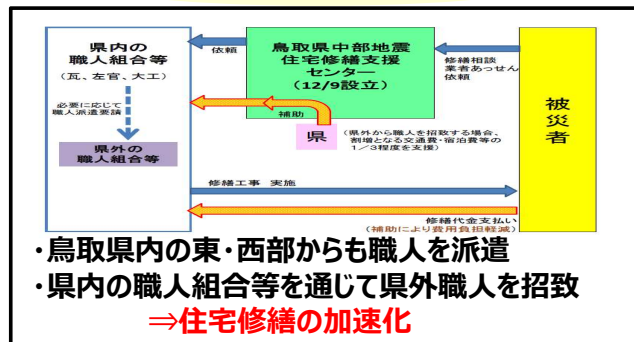 県内の
職人組合等
(瓦、左官、大工)
必要に応じて
職人派遣要請
県外の
職人組合等
依頼
鳥取県中部地震
住宅修繕支援
センター
(12/9設立)
補助
県
(県外から職人を招致する場合、
割増となる交通費・宿泊費等の
1/3程度を支援)
修繕相談
業者あっせん
依頼
被災者
修繕工事 実施
修繕代金支払い
(補助により費用負担軽減)
・鳥取県内の東・西部からも職人を派遣
・県内の職人組合等を通じて県外職人を招致
⇒住宅修繕の加速化